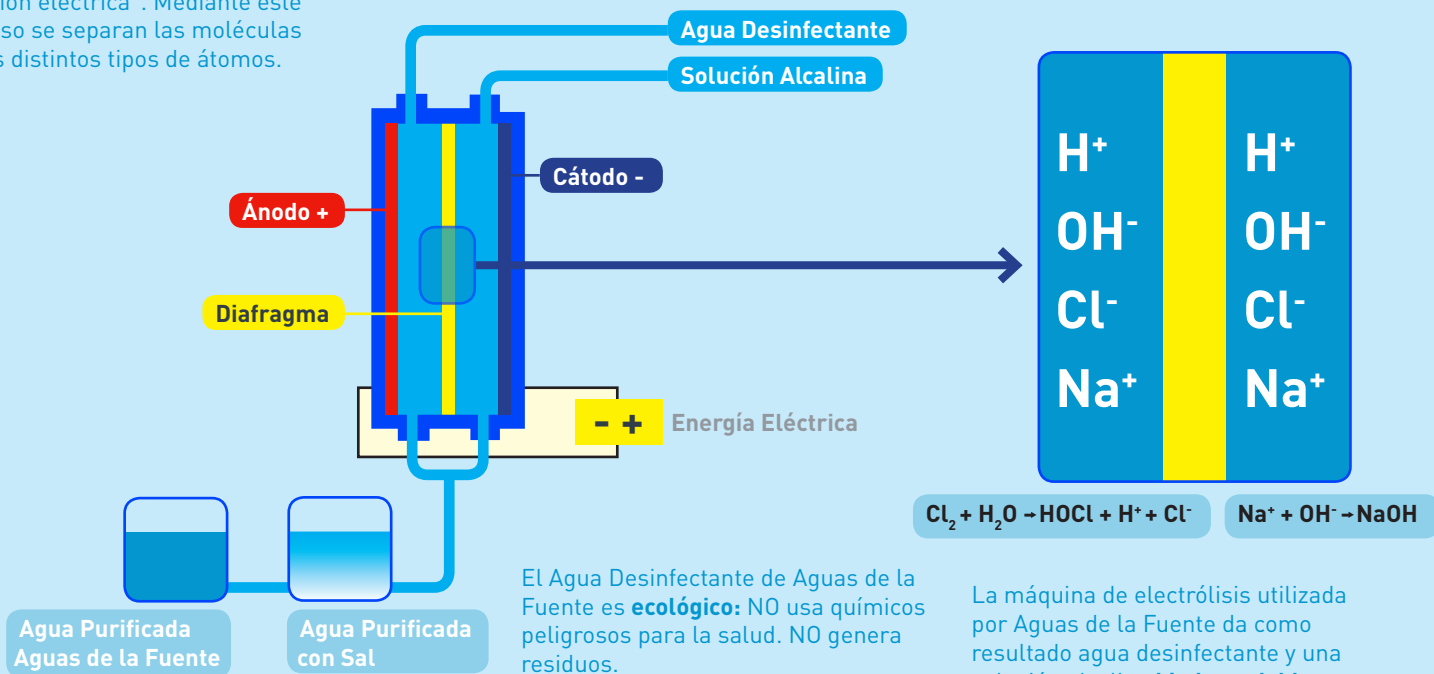 ión eléctrica". Mediante este
so se separan las moléculas
s distintos tipos de átomos.
Agua Desinfectante
Solución Alcalina
Cátodo -
Ánodo +
Diafragma
- + Energía Eléctrica
H⁺ H⁺
OH⁻ OH⁻
Cl⁻ Cl⁻
Na⁺ Na⁺
Cl₂ + H₂O → HOCl + H⁺ + Cl⁻
Na⁺ + OH⁻ → NaOH
Agua Purificada
Aguas de la Fuente
Agua Purificada
con Sal
El Agua Desinfectante de Aguas de la
Fuente es ecológico: NO usa químicos
peligrosos para la salud. NO genera
residuos.
La máquina de electrólisis utilizada
por Aguas de la Fuente da como
resultado agua desinfectante y una